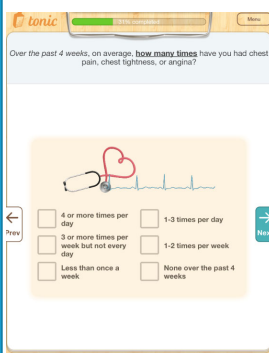 tonic
31% completed
Menu
Over the past 4 weeks, on average, how many times have you had chest
pain, chest tightness, or angina?
4 or more times per
day
1-3 times per day
Prev
3 or more times per
week but not every
day
1-2 times per week
Less than once a
week
None over the past 4
weeks